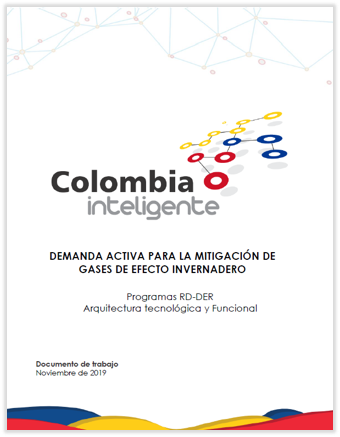 Colombia
inteligente
DEMANDA ACTIVA PARA LA MITIGACIÓN DE
GASES DE EFECTO INVERNADERO
Programas RD-DER
Arquitectura tecnológica y Funcional
Documento de trabajo
Noviembre de 2019